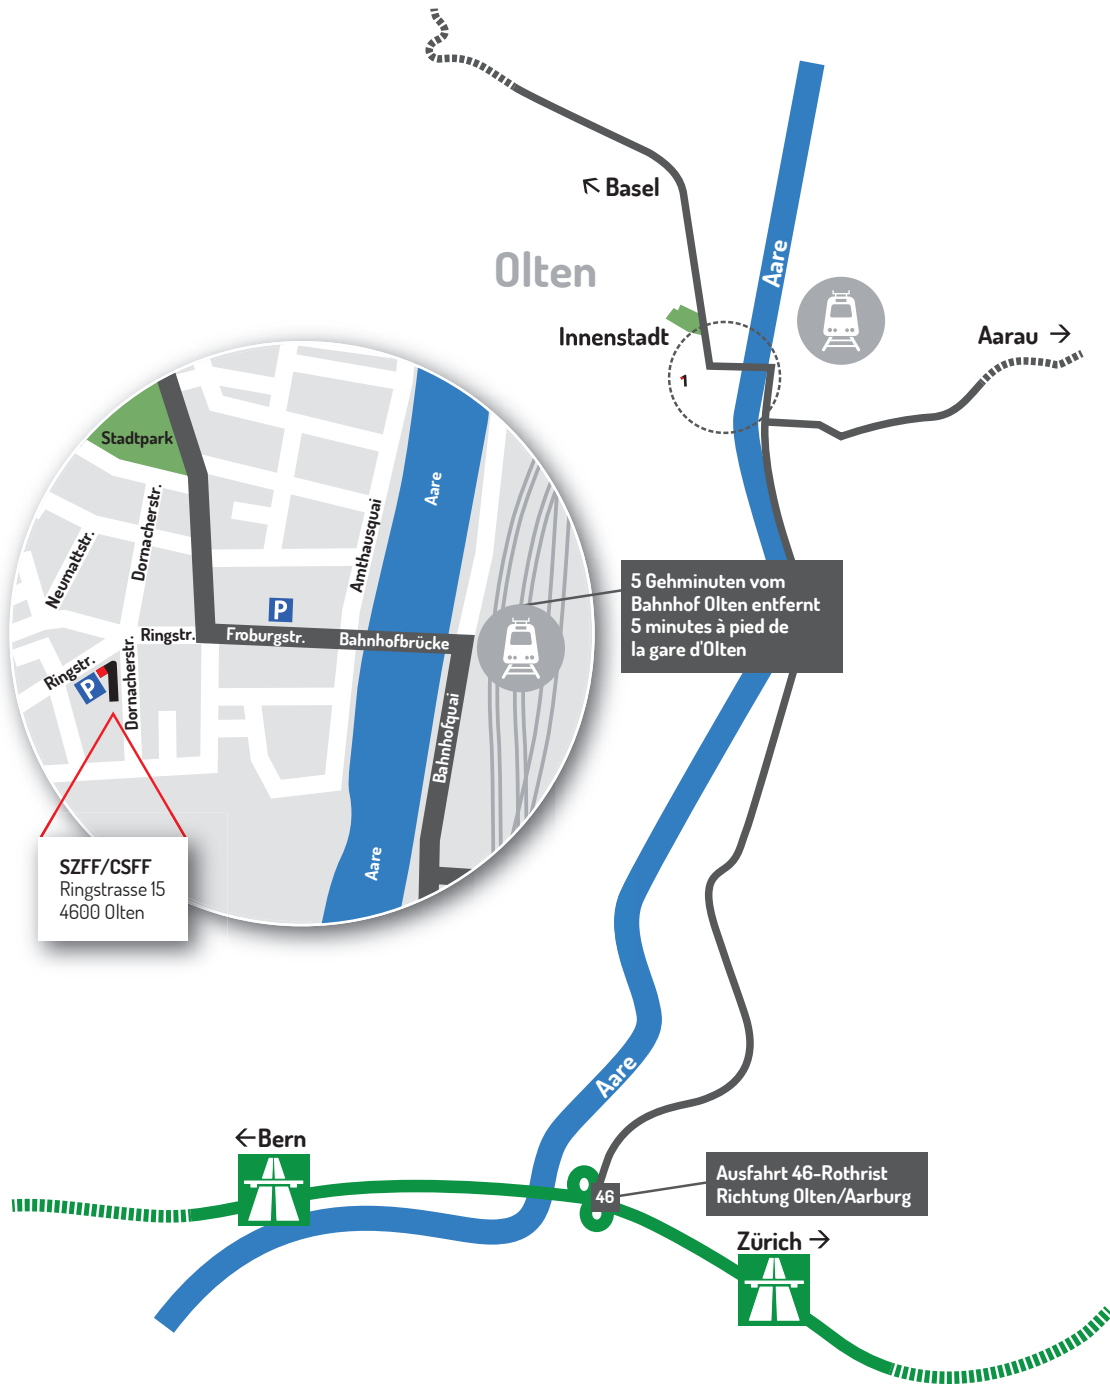 Basel
Aare
Olten
Innenstadt
Aarau
Stadtpark
Aare
Dornacherstr.
Neumattstr.
Amthausquai
P
Ringstr.
Froburgstr.
Bahnhofbrücke
Ringstr.
P
Dornacherstr.
Bahnhofquai
Aare
5 Gehminuten vom
Bahnhof Olten entfernt
5 minutes à pied de
la gare d'Olten
SZFF/CSFF
Ringstrasse 15
4600 Olten
Aare
Bern
46
Ausfahrt 46-Rothrist
Richtung Olten/Aarburg
Zürich